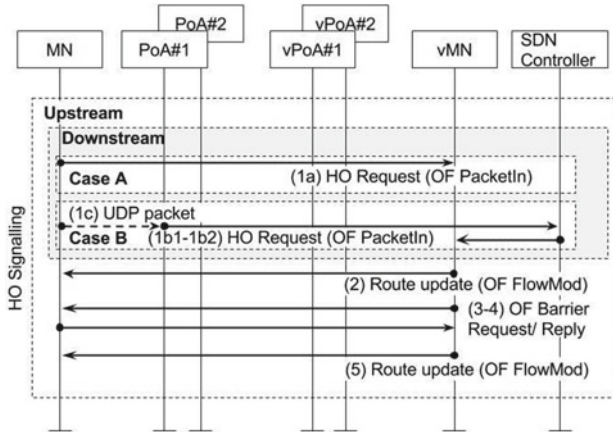 PoA#2
vPoA#2
MN
PoA#1
vPoA#1
vMN
SDN
Controller
Upstream
Downstream
Case A
(1a) HO Request (OF PacketIn)
(1c) UDP packet
Case B
(1b1-1b2) HO Request (OF PacketIn)
(2) Route update (OF FlowMod)
(3-4) OF Barrier
Request/ Reply
(5) Route update (OF FlowMod)
HO Signalling